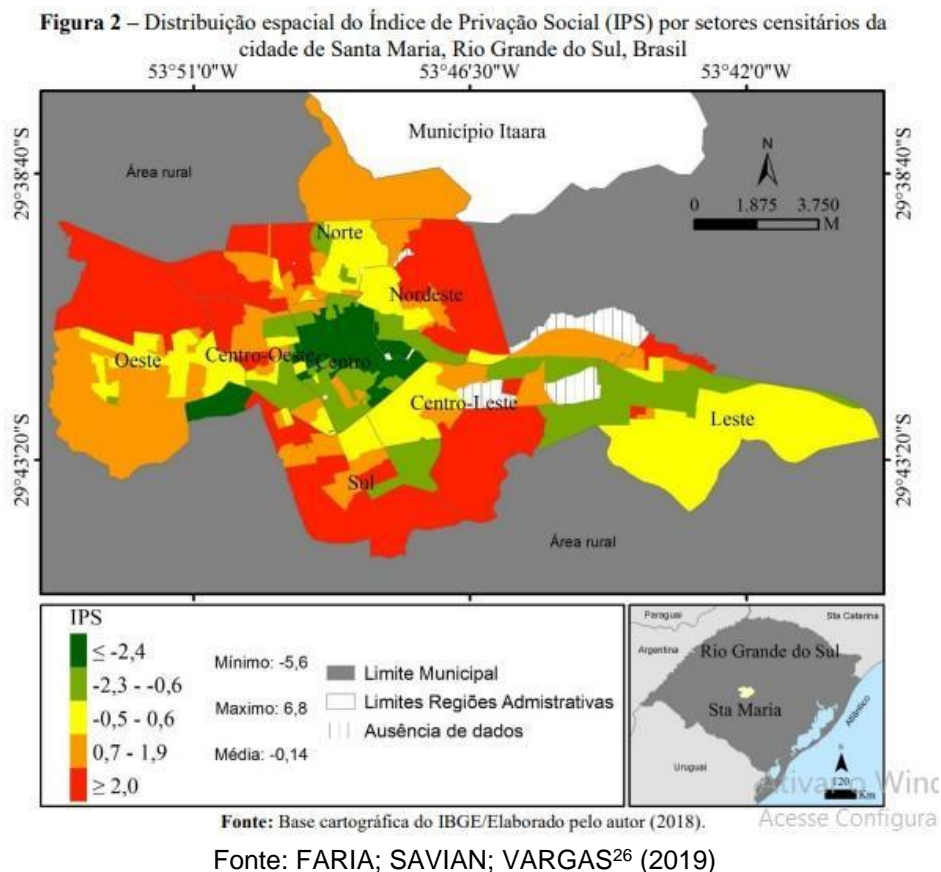 Figura 2 – Distribuição espacial do Índice de Privação Social (IPS) por setores censitários da
cidade de Santa Maria, Rio Grande do Sul, Brasil
53°51'0"W
53°46'30"W
53°42'0"W
29°38'40"S
29°38'40"S
Município Itaara
Área rural
N
0 1.875 3.750
M
Norte
Nordeste
Oeste
Centro-Oeste
Centro
Centro-Leste
Leste
Sul
29°43'20"S
29°43'20"S
Área rural
IPS
≤ -2,4
-2,3 - -0,6
-0,5 - 0,6
0,7 - 1,9
≥ 2,0
Mínimo: -5,6
Maximo: 6,8
Média: -0,14
Limite Municipal
Limites Regiões Admistrativas
Ausência de dados
Paraguai
Sta Catarina
Argentina
Rio Grande do Sul
Sta Maria
Atlântico
Uruguai
N
120
Km
Ativar o Wind
Acesse Configura
Fonte: Base cartográfica do IBGE/Elaborado pelo autor (2018).
Fonte: FARIA; SAVIAN; VARGAS²⁶ (2019)